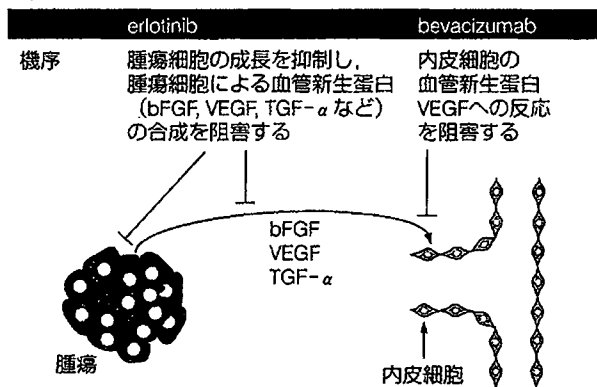 erlotinib
bevacizumab
機序
腫瘍細胞の成長を抑制し，
腫瘍細胞による血管新生蛋白
（bFGF, VEGF, TGF-α など）
の合成を阻害する
内皮細胞の
血管新生蛋白
VEGFへの反応
を阻害する
bFGF
VEGF
TGF-α
腫瘍
内皮細胞